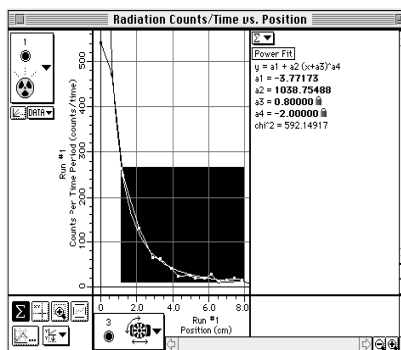 Radiation Counts/Time vs. Position
1
DATA
Run #1
Counts Per Time Period (counts/time)
500
400
300
200
100
0
0
2.0
4.0
6.0
8.0
Run #1
Position (cm)
3
Σ
Power Fit
y = a1 + a2 (x+a3)^a4
a1 = -3.77173
a2 = 1038.75488
a3 = 0.80000
a4 = -2.00000
chi^2 = 592.14917
Σ